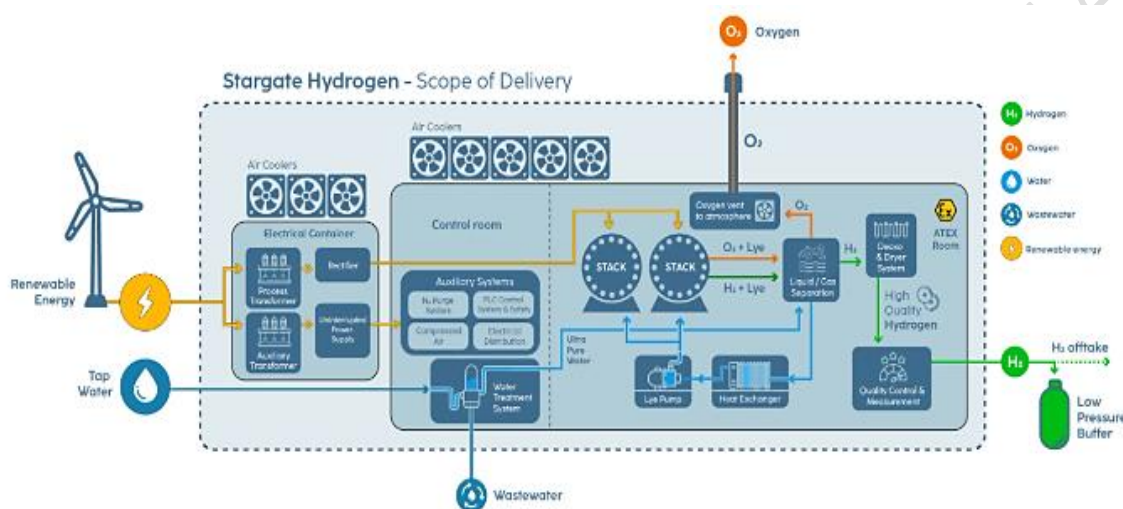 O₂ Oxygen
Stargate Hydrogen - Scope of Delivery
Air Coolers
Air Coolers
O₂
H₂ Hydrogen
O₂ Oxygen
Water
Wastewater
Renewable energy
Electrical Container
Control room
Oxygen vent
to atmosphere
O₂
ATEX
Room
Renewable
Energy
Process
Transformer
Rectifier
Auxiliary
Transformer
Uninterrupted
Power
Supply
Auxiliary Systems
N₂ Purge
System
PLC Control
System & Safety
Compressed
Air
Electrical
Distribution
STACK
STACK
O₂ + Lye
H₂ + Lye
Liquid / Gas
Separation
H₂
Deoxo
& Dryer
System
High
Quality
Hydrogen
Ultra
Pure
Water
Tap
Water
Water
Treatment
System
Lye Pump
Heat Exchanger
Quality Control &
Measurement
H₂
H₂ offtake
Low
Pressure
Buffer
Wastewater